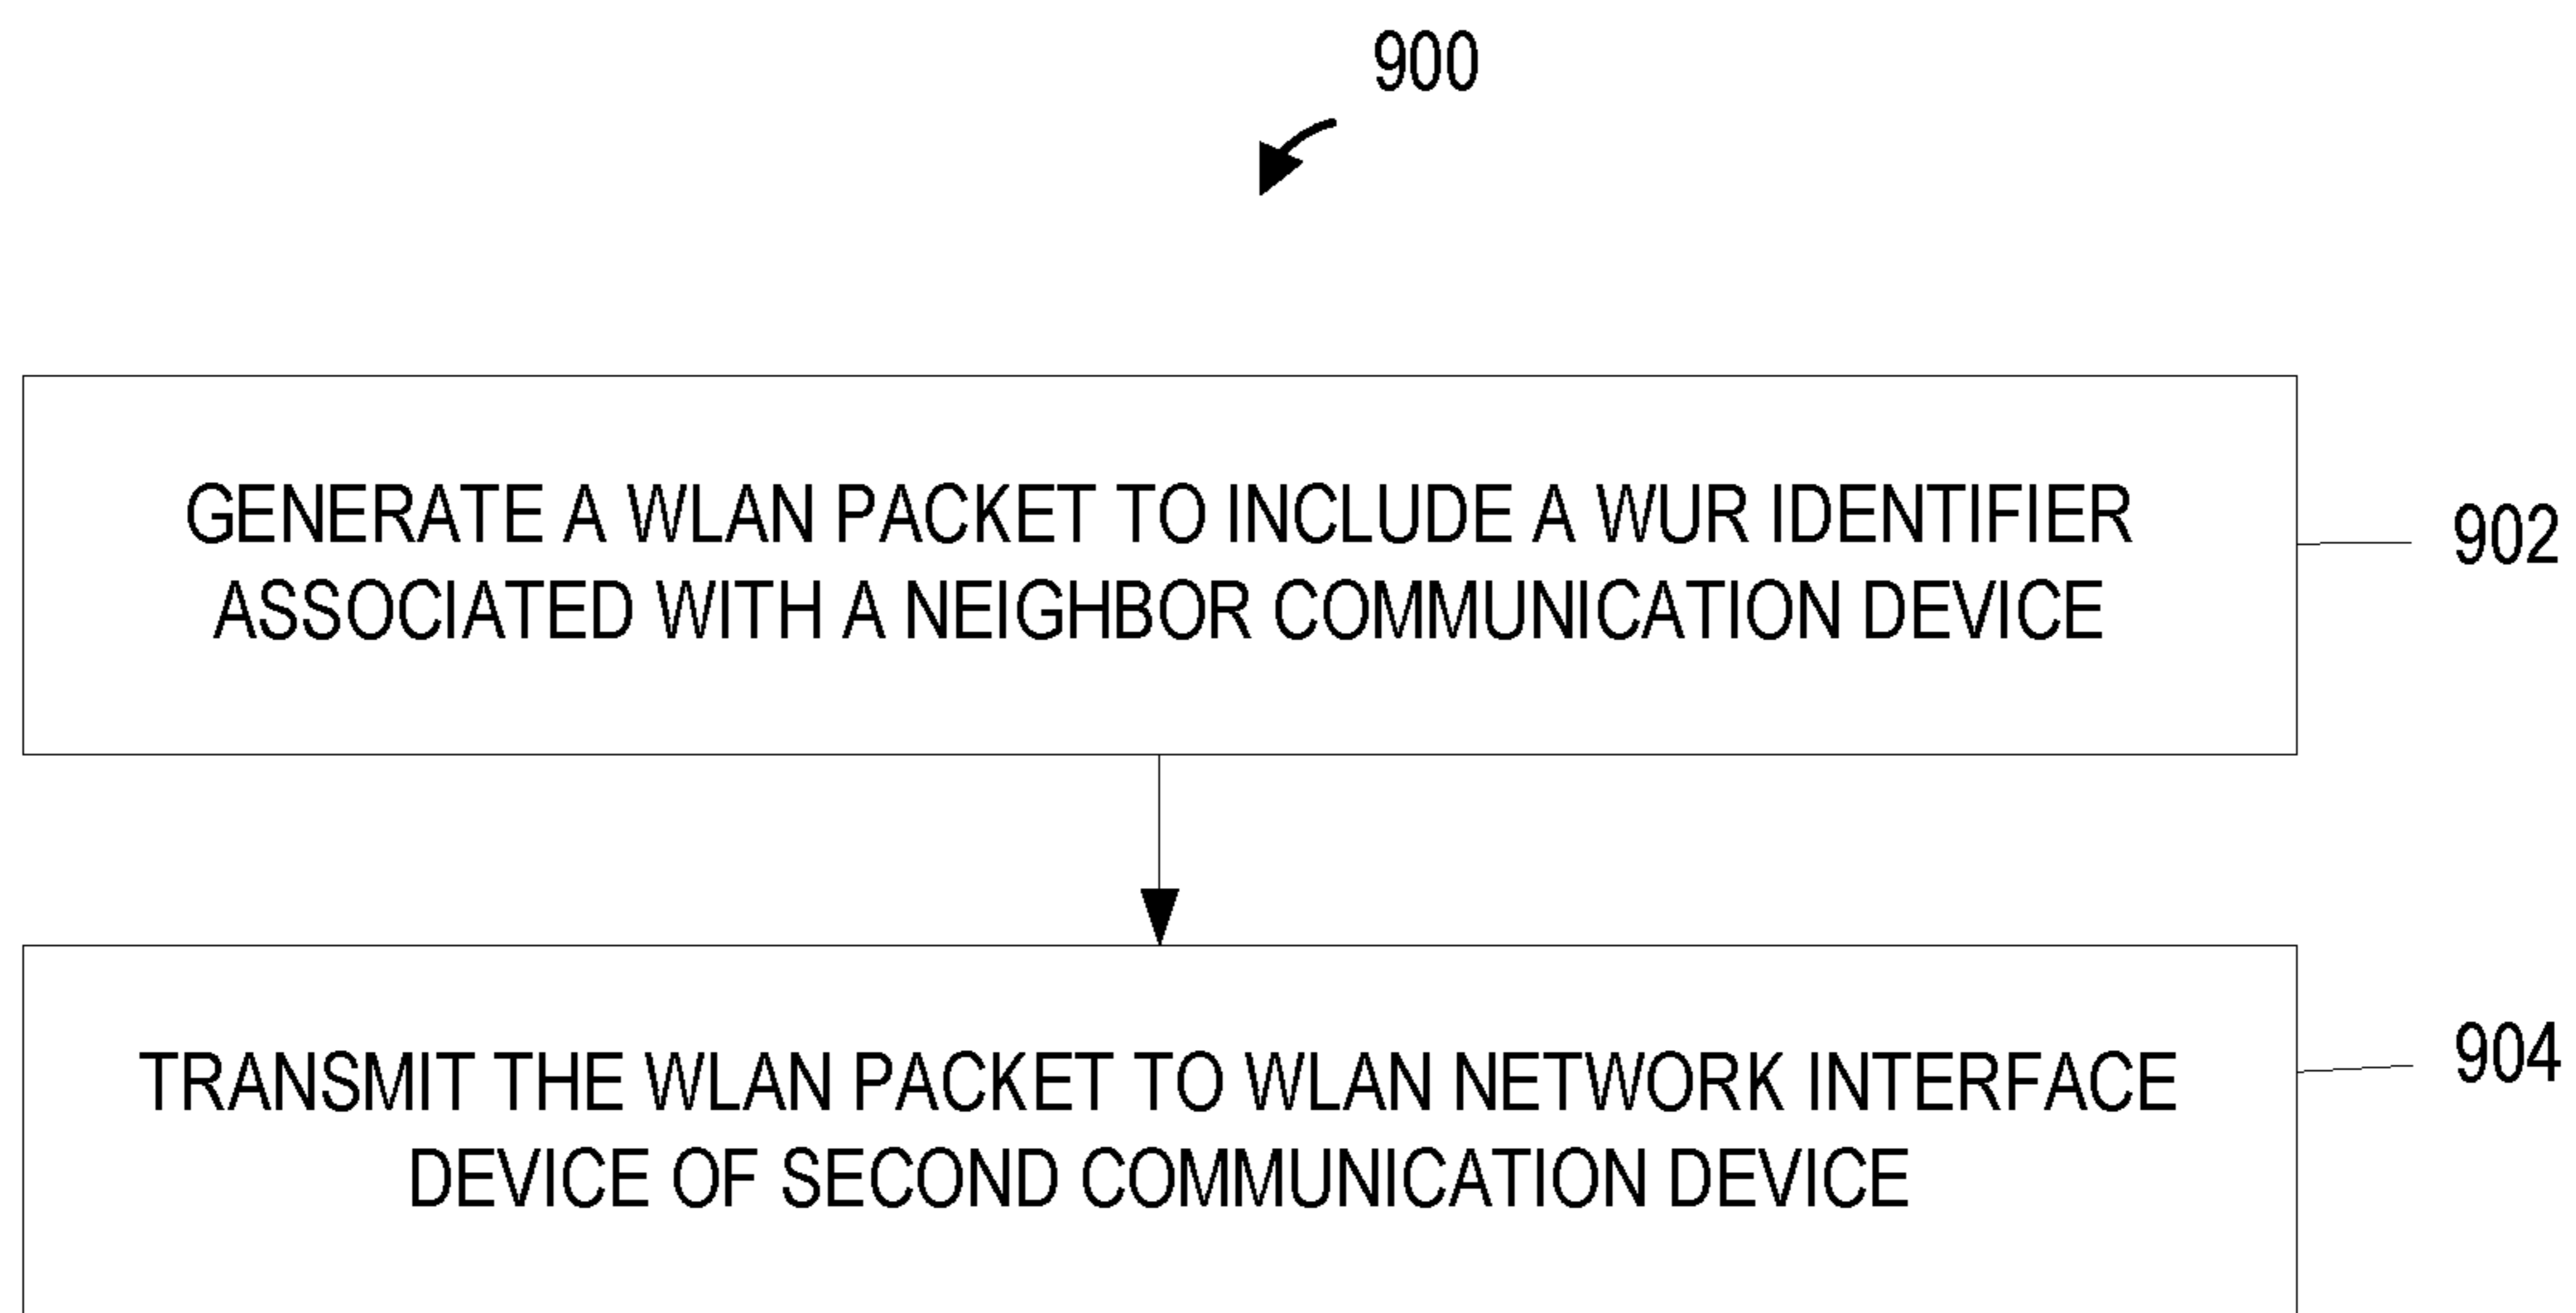 900
GENERATE A WLAN PACKET TO INCLUDE A WUR IDENTIFIER
ASSOCIATED WITH A NEIGHBOR COMMUNICATION DEVICE
902
TRANSMIT THE WLAN PACKET TO WLAN NETWORK INTERFACE
DEVICE OF SECOND COMMUNICATION DEVICE
904